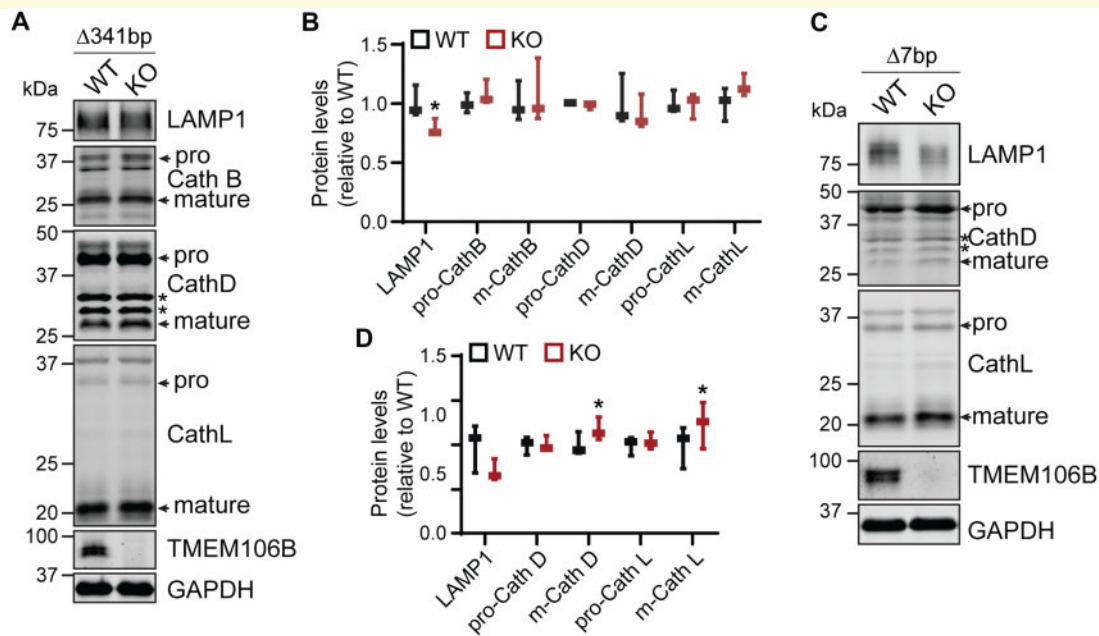 A
Δ341bp
WT KO
kDa
75
LAMP1
37
25
pro
Cath B
mature
50
37
25
pro
CathD
*
*
mature
37
25
20
pro
CathL
mature
100
TMEM106B
37
GAPDH
B
WT KO
Protein levels
(relative to WT)
1.5
1.0
0.5
0.0
*
LAMP1
pro-CathB
m-CathB
pro-CathD
m-CathD
pro-CathL
m-CathL
D
WT KO
Protein levels
(relative to WT)
1.5
1.0
0.5
0.0
*
*
LAMP1
pro-Cath D
m-Cath D
pro-Cath L
m-Cath L
C
Δ7bp
WT KO
kDa
75
LAMP1
50
37
25
pro
*CathD
*
mature
37
25
20
pro
CathL
mature
100
TMEM106B
37
GAPDH